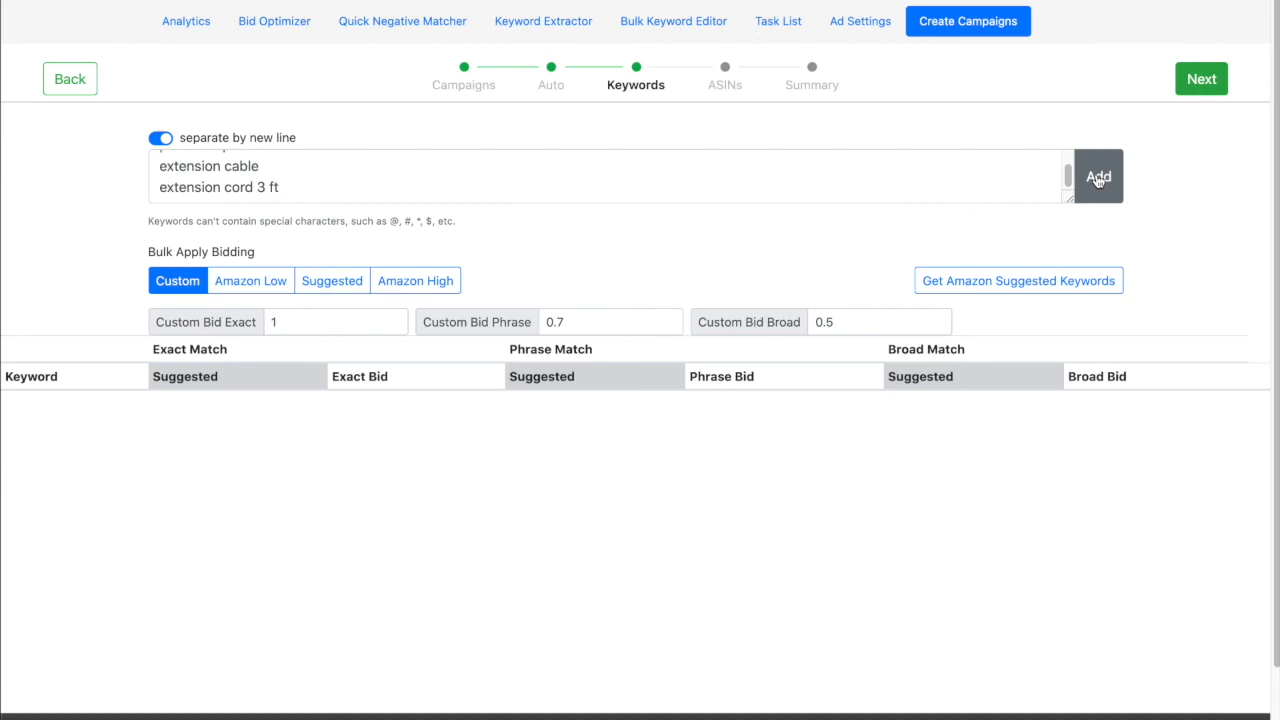 Analytics Bid Optimizer Quick Negative Matcher Keyword Extractor Bulk Keyword Editor Task List Ad Settings Create Campaigns
Back Campaigns Auto Keywords ASINs Summary Next
separate by new line
extension cable
extension cord 3 ft
Add
Keywords can't contain special characters, such as @, #, *, $, etc.
Bulk Apply Bidding
Custom Amazon Low Suggested Amazon High Get Amazon Suggested Keywords
Custom Bid Exact 1 Custom Bid Phrase 0.7 Custom Bid Broad 0.5
Exact Match Phrase Match Broad Match
Keyword Suggested Exact Bid Suggested Phrase Bid Suggested Broad Bid